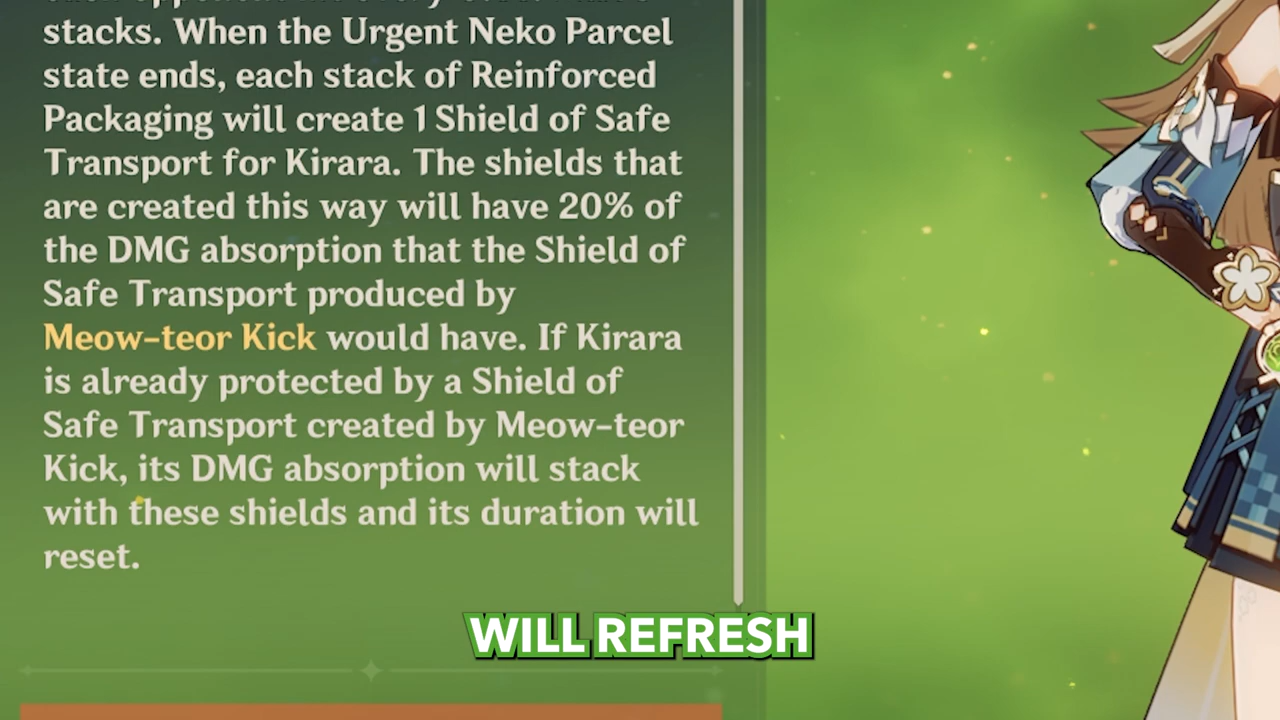 stacks. When the Urgent Neko Parcel
state ends, each stack of Reinforced
Packaging will create 1 Shield of Safe
Transport for Kirara. The shields that
are created this way will have 20% of
the DMG absorption that the Shield of
Safe Transport produced by
Meow-teor Kick would have. If Kirara
is already protected by a Shield of
Safe Transport created by Meow-teor
Kick, its DMG absorption will stack
with these shields and its duration will
reset.
WILL REFRESH